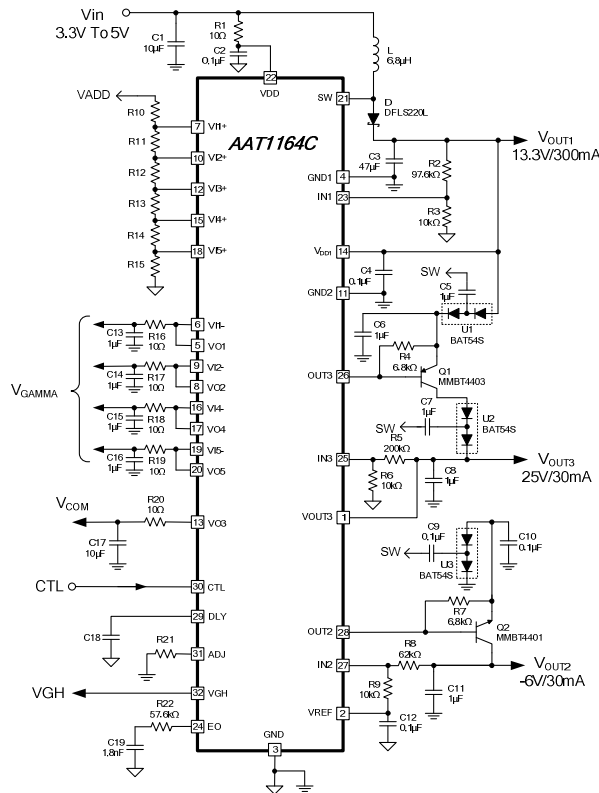 Vin
3.3V To 5V
C1
10µF
R1
10Ω
C2
0.1µF
L
6.8µH
22
VDD
AAT1164C
SW 21
D
DFLS220L
VOUT1
13.3V/300mA
C3
47µF
R2
97.6kΩ
GND1 4
IN1 23
R3
10kΩ
VADD
R10
7 VI1+
R11
10 VI2+
R12
12 VI3+
R13
15 VI4+
R14
18 VI5+
R15
VDD1 14
C4
0.1µF
GND2 11
SW
C5
1µF
U1
BAT54S
C6
1µF
R4
6.8kΩ
OUT3 26
Q1
MMBT4403
C7
1µF
SW
U2
BAT54S
VGAMMA
6 VI1-
C13
1µF
R16
10Ω
5 VO1
9 VI2-
C14
1µF
R17
10Ω
8 VO2
16 VI4-
C15
1µF
R18
10Ω
17 VO4
19 VI5-
C16
1µF
R19
10Ω
20 VO5
IN3 25
R5
200kΩ
R6
10kΩ
C8
1µF
VOUT3
25V/30mA
VOUT3 1
VCOM
R20
10Ω
13 VO3
C17
10µF
C9
0.1µF
SW
U3
BAT54S
C10
0.1µF
CTL
30 CTL
29 DLY
C18
R21
31 ADJ
VGH
32 VGH
R22
57.6kΩ
24 EO
C19
1.8nF
R7
6.8kΩ
OUT2 28
Q2
MMBT4401
IN2 27
R8
62kΩ
R9
10kΩ
C11
1µF
VOUT2
-6V/30mA
VREF 2
C12
0.1µF
GND
3